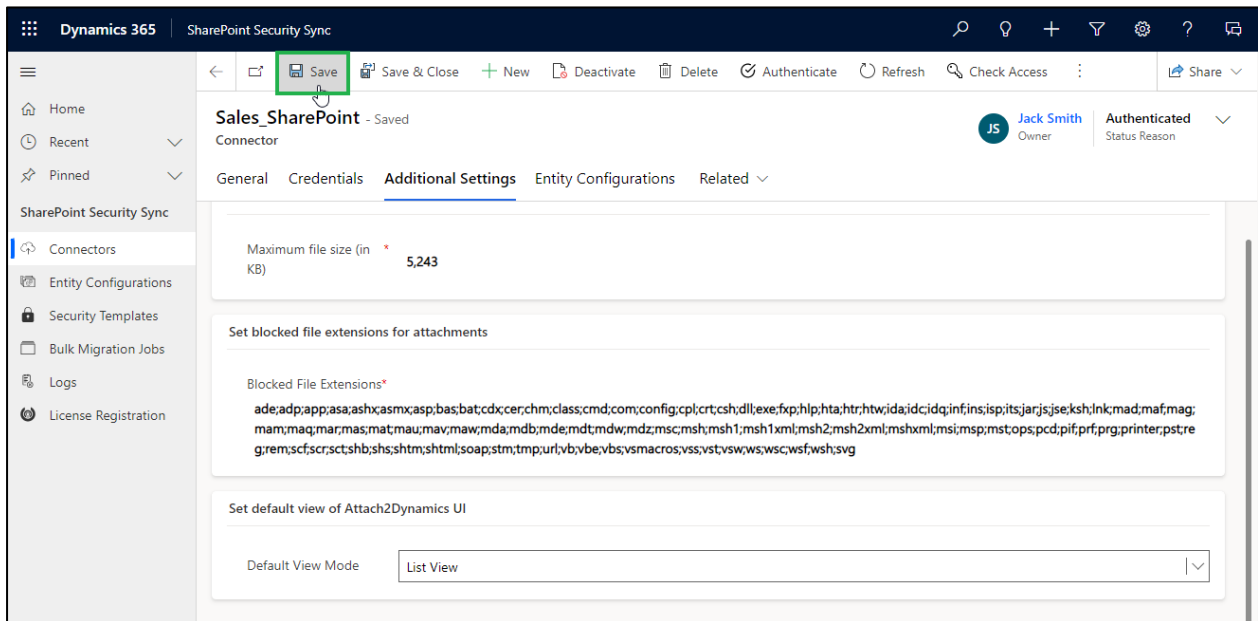 Dynamics 365 SharePoint Security Sync
Save Save & Close New Deactivate Delete Authenticate Refresh Check Access Share
Home
Recent
Pinned
SharePoint Security Sync
Connectors
Entity Configurations
Security Templates
Bulk Migration Jobs
Logs
License Registration
Sales_SharePoint - Saved
Connector
JS
Jack Smith
Owner
Authenticated
Status Reason
General Credentials Additional Settings Entity Configurations Related
Maximum file size (in *
KB)
5,243
Set blocked file extensions for attachments
Blocked File Extensions*
ade;adp;app;asa;ashx;asmx;asp;bas;bat;cdx;cer;chm;class;cmd;com;config;cpl;crt;csh;dll;exe;fxp;hlp;hta;htr;htw;ida;idc;idq;inf;ins;isp;its;jar;js;jse;ksh;lnk;mad;maf;mag;
mam;maq;mar;mas;mat;mau;mav;maw;mda;mdb;mde;mdt;mdw;mdz;msc;msh;msh1;msh1xml;msh2;msh2xml;mshxml;msi;msp;mst;ops;pcd;pif;prf;prg;printer;pst;re
g;rem;scf;scr;sct;shb;shs;shtm;shtml;soap;stm;tmp;url;vb;vbe;vbs;vsmacros;vss;vst;vsw;ws;wsc;wsf;wsh;svg
Set default view of Attach2Dynamics UI
Default View Mode
List View